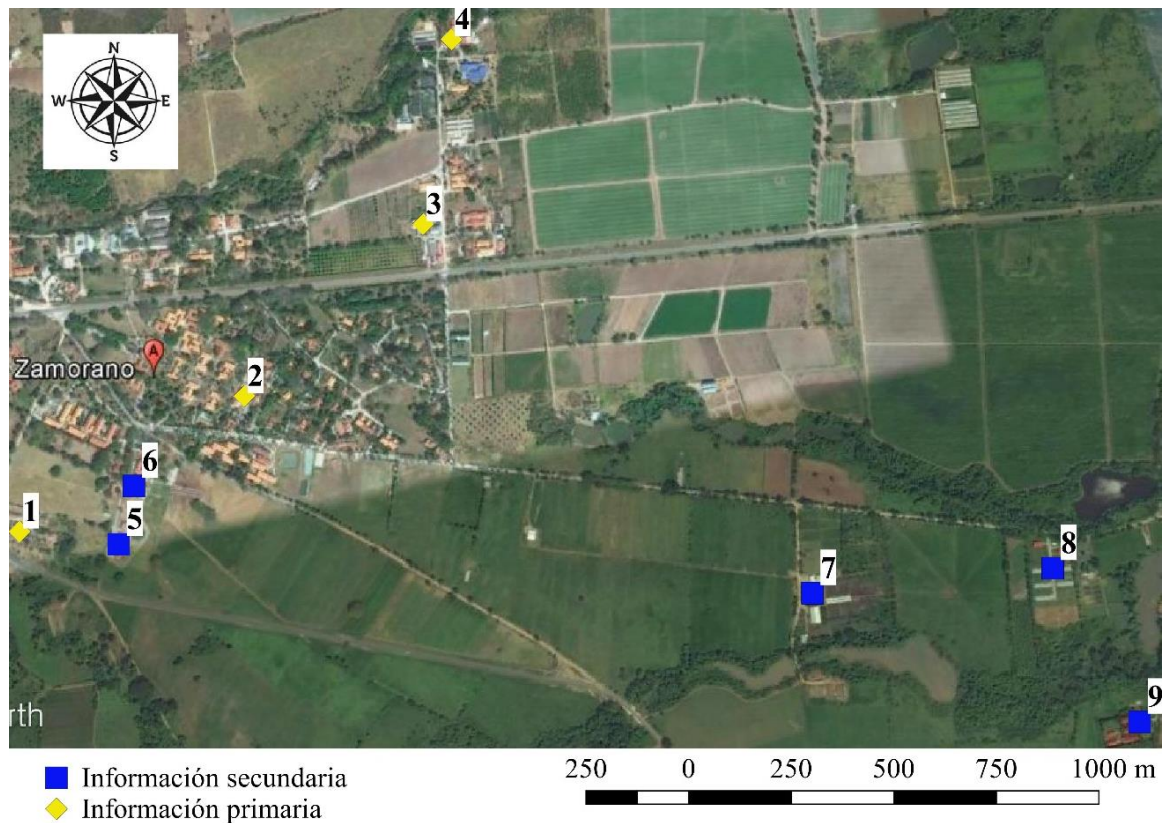 4
N
W E
S
3
A
Zamorano
2
6
1
5
8
7
9
rth
Información secundaria
Información primaria
250 0 250 500 750 1000 m